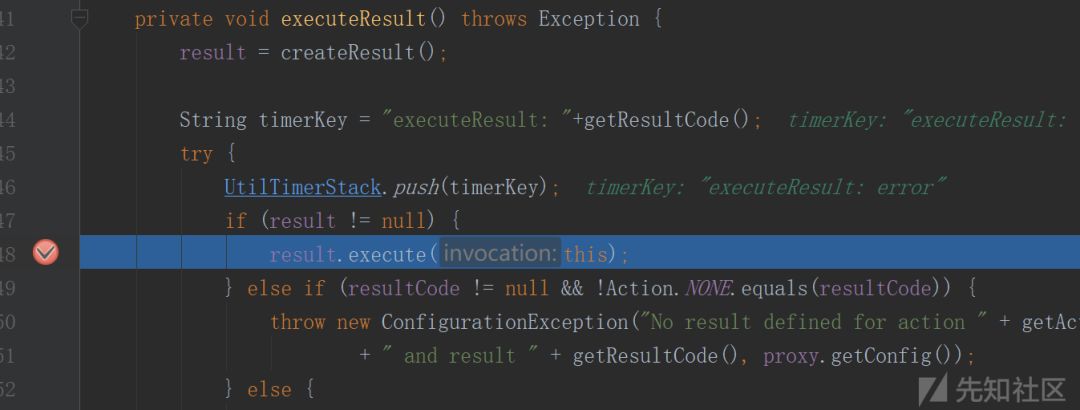 41 private void executeResult() throws Exception {
42 result = createResult();
43
44 String timerKey = "executeResult: "+getResultCode(); timerKey: "executeResult:
45 try {
46 UtilTimerStack.push(timerKey); timerKey: "executeResult: error"
47 if (result != null) {
48 result.execute( invocation: this);
49 } else if (resultCode != null && !Action.NONE.equals(resultCode)) {
50 throw new ConfigurationException("No result defined for action " + getAc
51 + " and result " + getResultCode(), proxy.getConfig());
52 } else {
先知社区